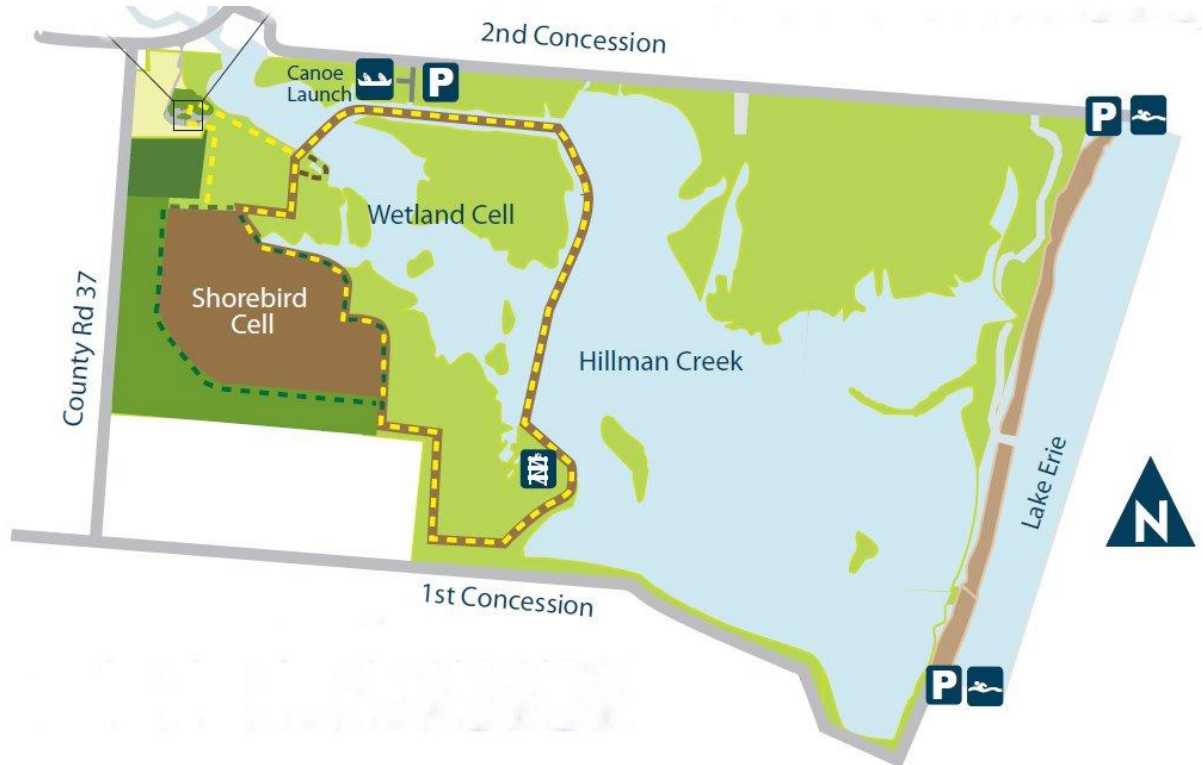 2nd Concession
Canoe
Launch
P
P
Wetland Cell
Shorebird
Cell
Hillman Creek
County Rd 37
Lake Erie
N
1st Concession
P